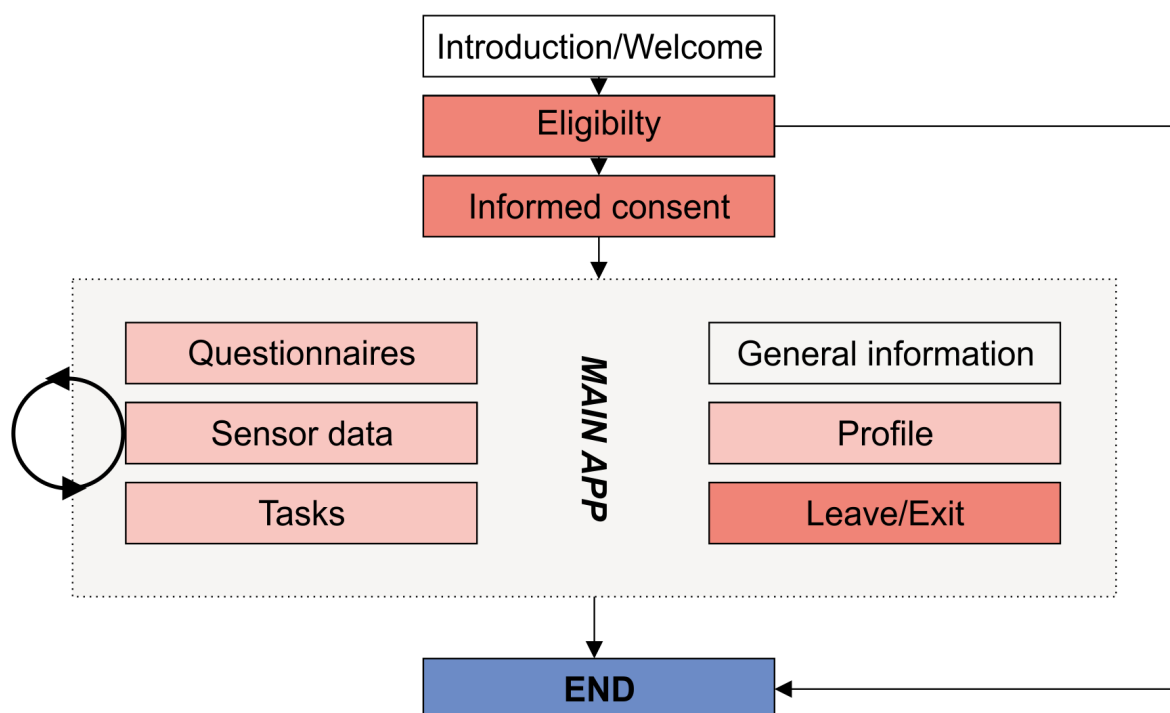 Introduction/Welcome
Eligibilty
Informed consent
Questionnaires
Sensor data
Tasks
MAIN APP
General information
Profile
Leave/Exit
END